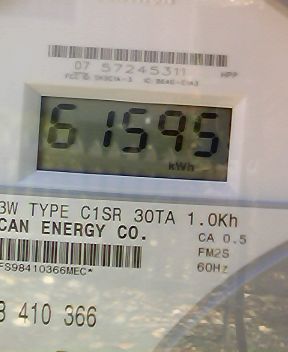 07 57245311
HPP
61595
kWh
3W TYPE C1SR 30TA 1.0Kh
CAN ENERGY CO.
CA 0.5
FM2S
60Hz
FS98410366MEC*
410 366